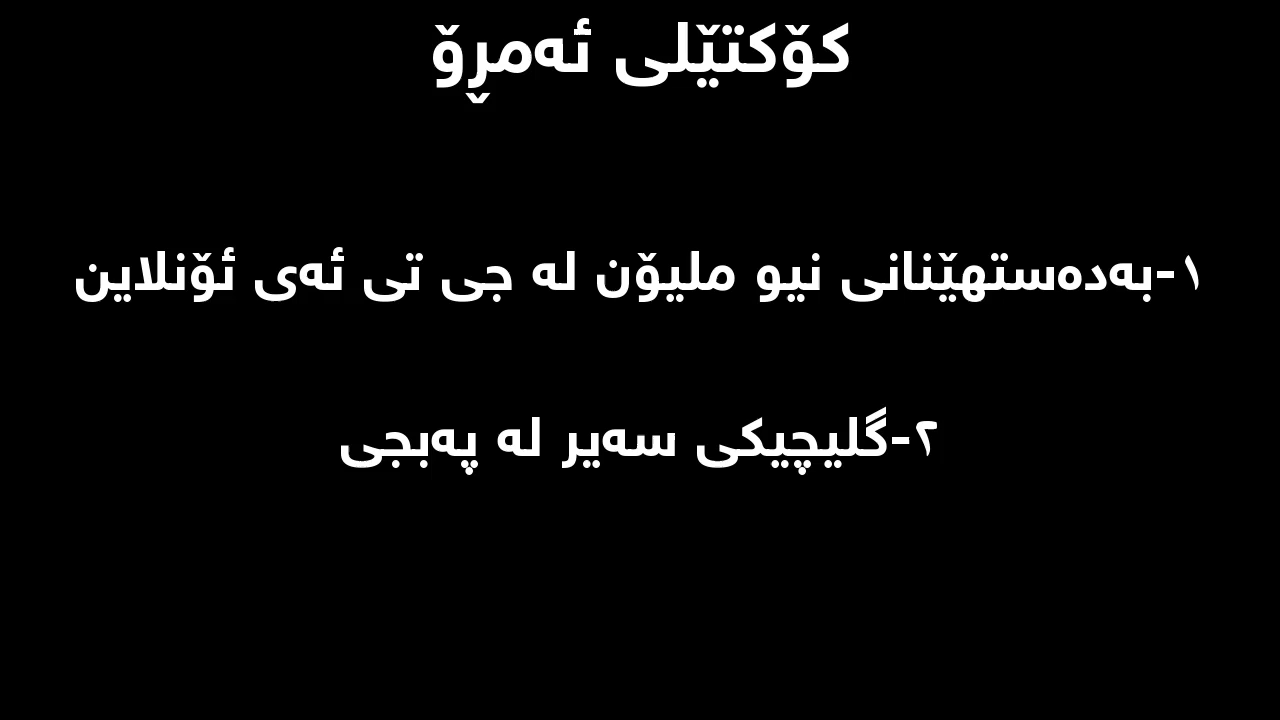 کۆکتێلی ئەمڕۆ
١-بەدەستهێنانی نیو ملیۆن لە جی تی ئەی ئۆنلاین
٢-گلیچیکی سەیر لە پەبجی